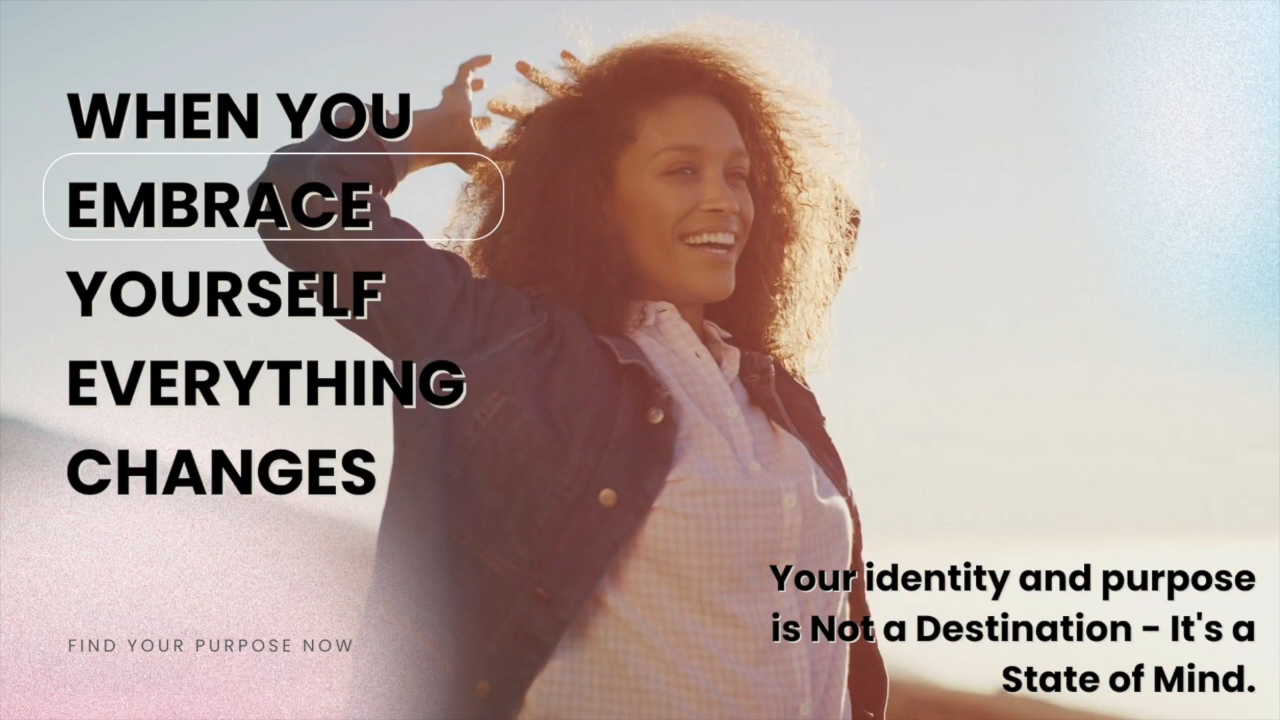 WHEN YOU
EMBRACE
YOURSELF
EVERYTHING
CHANGES
FIND YOUR PURPOSE NOW
Your identity and purpose
is Not a Destination - It's a
State of Mind.